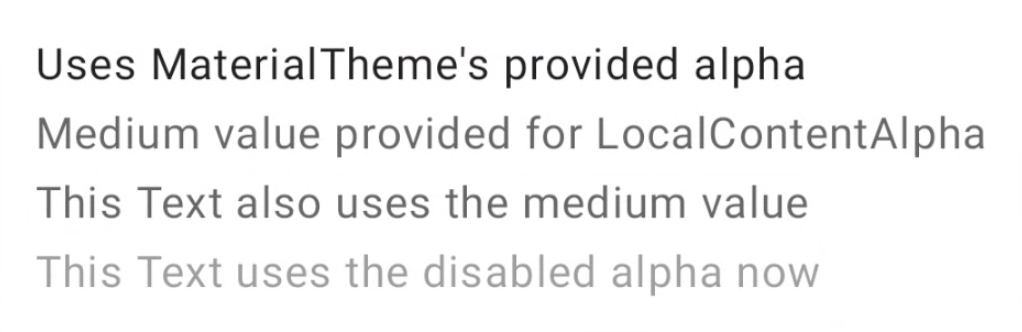 Uses MaterialTheme's provided alpha
Medium value provided for LocalContentAlpha
This Text also uses the medium value
This Text uses the disabled alpha now